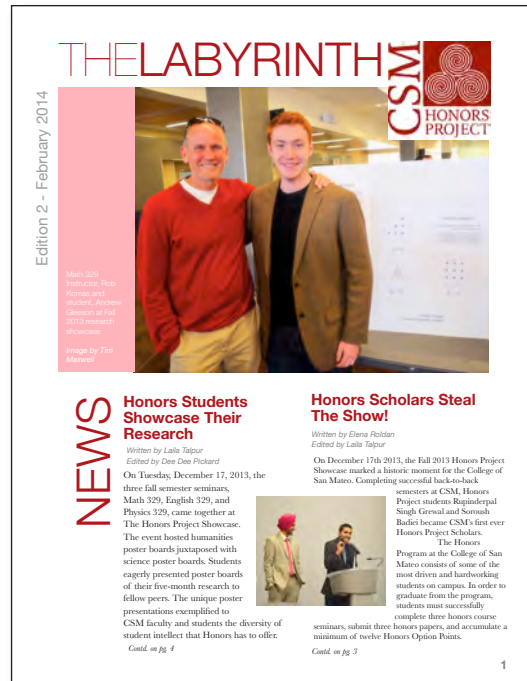 THELABYRINTH
CSM
HONORS
PROJECT
Edition 2 - February 2014
Math 329
Instructor, Rob
Komas and
student, Andrew
Gleeson at Fall
2013 research
showcase
Image by Tim
Maxwell
NEWS
Honors Students
Showcase Their
Research
Written by Laila Talpur
Edited by Dee Dee Pickard
On Tuesday, December 17, 2013, the
three fall semester seminars,
Math 329, English 329, and
Physics 329, came together at
The Honors Project Showcase.
The event hosted humanities
poster boards juxtaposed with
science poster boards. Students
eagerly presented poster boards
of their five-month research to
fellow peers. The unique poster
presentations exemplified to
CSM faculty and students the diversity of
student intellect that Honors has to offer.
Contd. on pg. 4
Honors Scholars Steal
The Show!
Written by Elena Roldan
Edited by Laila Talpur
On December 17th 2013, the Fall 2013 Honors Project
Showcase marked a historic moment for the College of
San Mateo. Completing successful back-to-back
semesters at CSM, Honors
Project students Rupinderpal
Singh Grewal and Soroush
Badiei became CSM's first ever
Honors Project Scholars.
The Honors
Program at the College of San
Mateo consists of some of the
most driven and hardworking
students on campus. In order to
graduate from the program,
students must successfully
complete three honors course
seminars, submit three honors papers, and accumulate a
minimum of twelve Honors Option Points.
Contd. on pg. 3
1